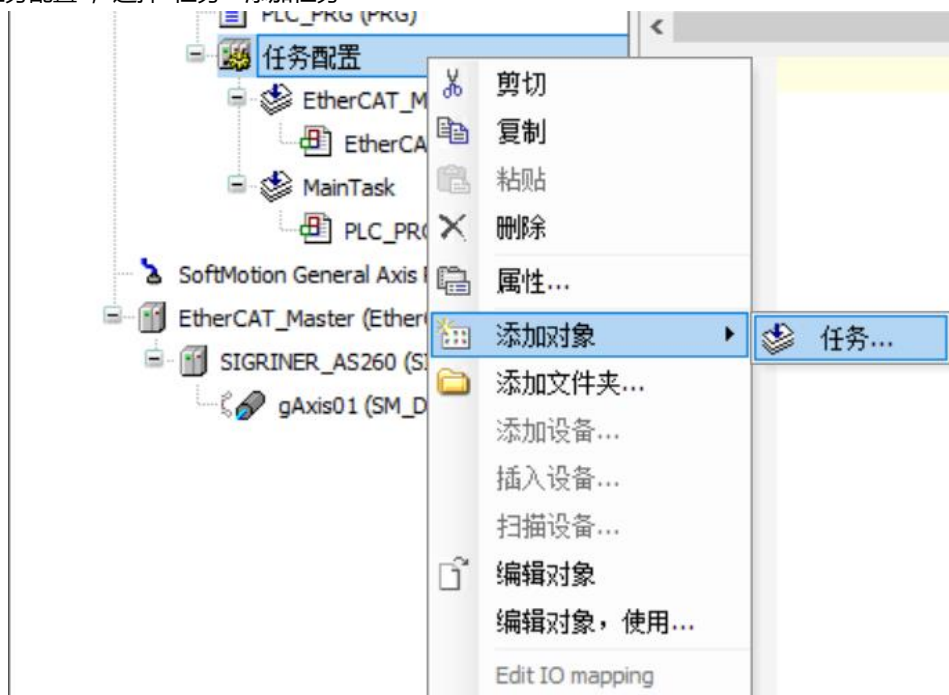 PLC_PRG (PRG)
任务配置
EtherCAT_M
EtherCA
MainTask
PLC_PR
SoftMotion General Axis
EtherCAT_Master (Ether
SIGRINER_AS260 (S
gAxis01 (SM_D
剪切
复制
粘贴
删除
属性...
添加对象
任务...
添加文件夹...
添加设备...
插入设备...
扫描设备...
编辑对象
编辑对象，使用...
Edit IO mapping